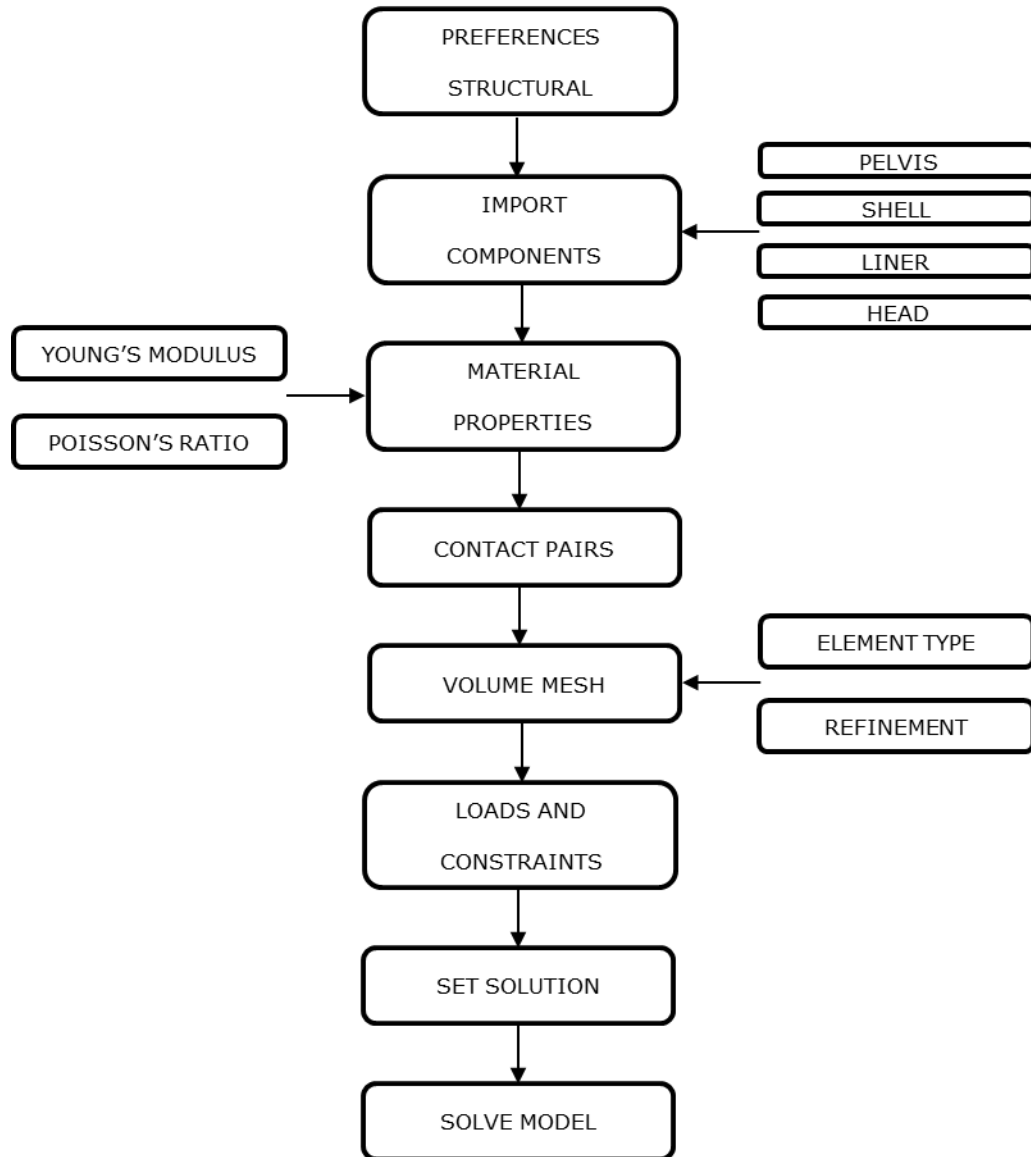 PREFERENCES
STRUCTURAL
PELVIS
IMPORT
COMPONENTS
SHELL
LINER
HEAD
YOUNG'S MODULUS
POISSON'S RATIO
MATERIAL
PROPERTIES
CONTACT PAIRS
VOLUME MESH
ELEMENT TYPE
REFINEMENT
LOADS AND
CONSTRAINTS
SET SOLUTION
SOLVE MODEL